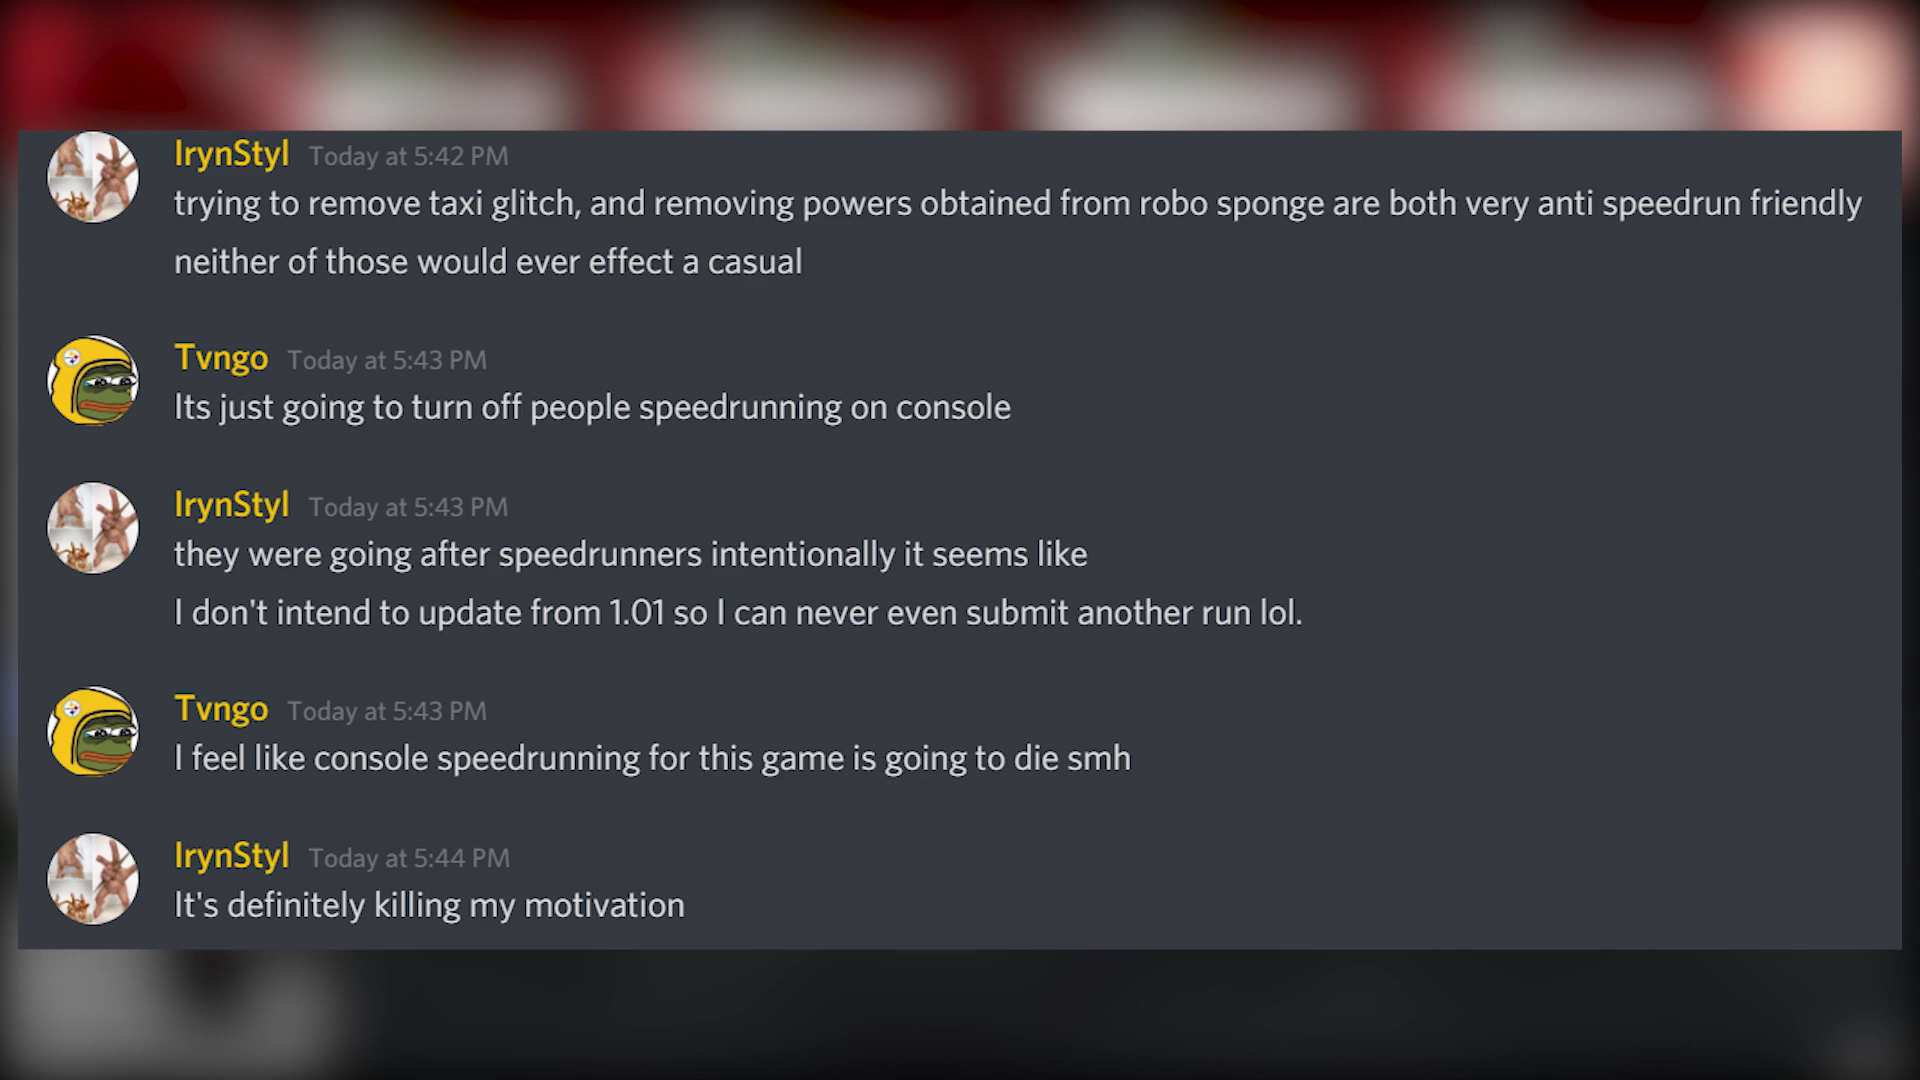 IrynStyl Today at 5:42 PM
trying to remove taxi glitch, and removing powers obtained from robo sponge are both very anti speedrun friendly
neither of those would ever effect a casual
Tvngo Today at 5:43 PM
Its just going to turn off people speedrunning on console
IrynStyl Today at 5:43 PM
they were going after speedrunners intentionally it seems like
I don't intend to update from 1.01 so I can never even submit another run lol.
Tvngo Today at 5:43 PM
I feel like console speedrunning for this game is going to die smh
IrynStyl Today at 5:44 PM
It's definitely killing my motivation